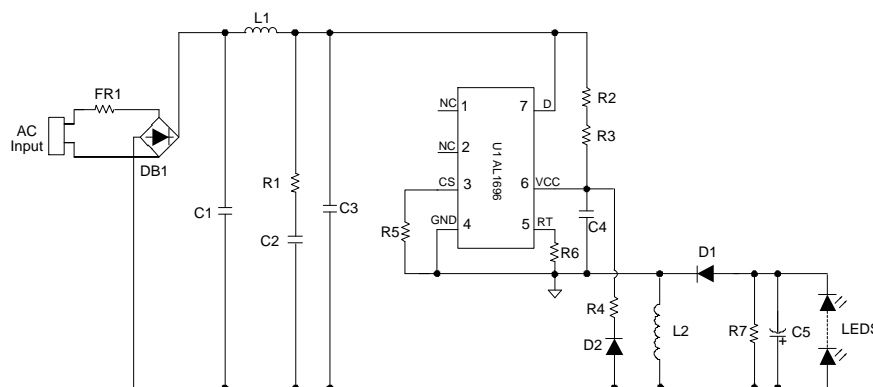 L1
FR1
AC
Input
DB1
C1
R1
C2
C3
NC 1
NC 2
CS 3
GND 4
7 D
6 VCC
5 RT
U1 AL1696
R5
R6
R2
R3
C4
R4
D2
L2
D1
R7
C5
+
LEDS